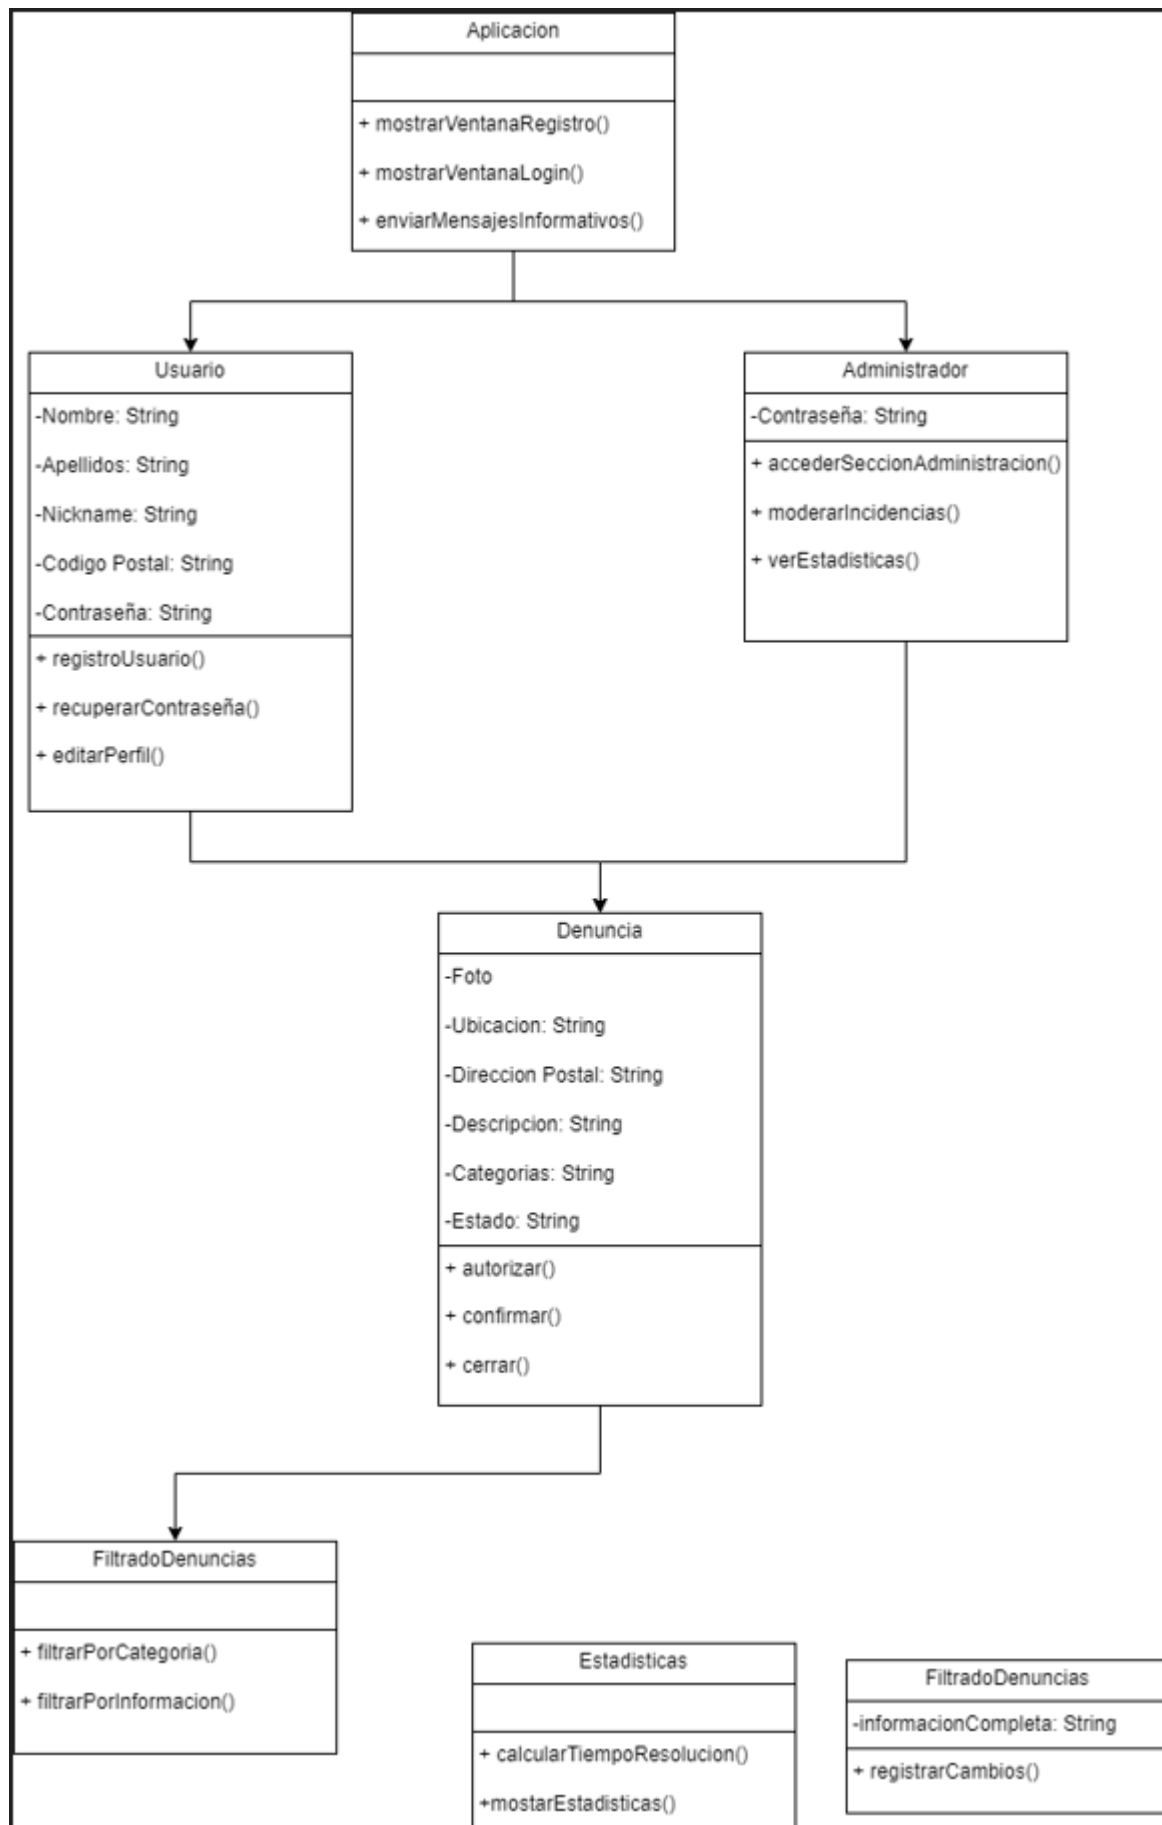 Aplicacion
+ mostrarVentanaRegistro()
+ mostrarVentanaLogin()
+ enviarMensajesInformativos()
Usuario
-Nombre: String
-Apellidos: String
-Nickname: String
-Codigo Postal: String
-Contraseña: String
+ registroUsuario()
+ recuperarContraseña()
+ editarPerfil()
Administrador
-Contraseña: String
+ accederSeccionAdministracion()
+ moderarIncidencias()
+ verEstadisticas()
Denuncia
-Foto
-Ubicacion: String
-Direccion Postal: String
-Descripcion: String
-Categorias: String
-Estado: String
+ autorizar()
+ confirmar()
+ cerrar()
FiltradoDenuncias
+ filtrarPorCategoria()
+ filtrarPorInformacion()
Estadisticas
+ calcularTiempoResolucion()
+mostarEstadisticas()
FiltradoDenuncias
-informacionCompleta: String
+ registrarCambios()